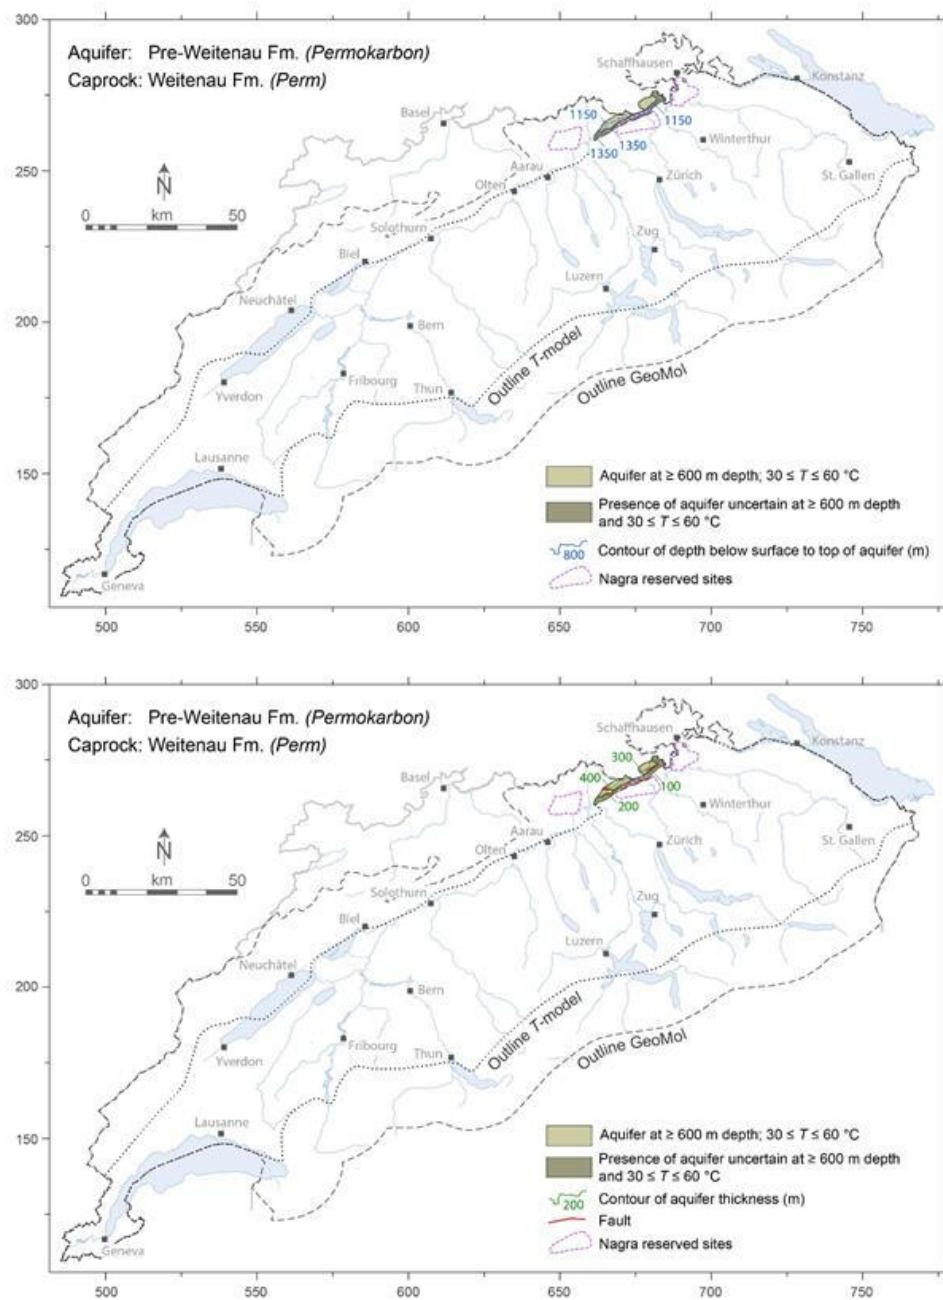 300
Aquifer: Pre-Weitenau Fm. (Permokarbon)
Caprock: Weitenau Fm. (Perm)
Schaffhausen
Konstanz
Basel
1150
1150
1350
1350
Winterthur
250
Aarau
Olten
Zürich
St. Gallen
N
0 km 50
Solothurn
Zug
Biel
Luzern
Neuchâtel
200
Bern
Outline T-model
Fribourg
Thun
Outline GeoMol
Yverdon
Lausanne
150
Aquifer at ≥ 600 m depth; 30 ≤ T ≤ 60 °C
Presence of aquifer uncertain at ≥ 600 m depth
and 30 ≤ T ≤ 60 °C
800 Contour of depth below surface to top of aquifer (m)
Nagra reserved sites
Geneva
500 550 600 650 700 750
300
Aquifer: Pre-Weitenau Fm. (Permokarbon)
Caprock: Weitenau Fm. (Perm)
Schaffhausen
Konstanz
300
Basel
400
100
200
Winterthur
250
Aarau
Olten
Zürich
St. Gallen
N
0 km 50
Solothurn
Zug
Biel
Luzern
Neuchâtel
200
Bern
Outline T-model
Fribourg
Thun
Outline GeoMol
Yverdon
Lausanne
150
Aquifer at ≥ 600 m depth; 30 ≤ T ≤ 60 °C
Presence of aquifer uncertain at ≥ 600 m depth
and 30 ≤ T ≤ 60 °C
200 Contour of aquifer thickness (m)
Fault
Nagra reserved sites
Geneva
500 550 600 650 700 750